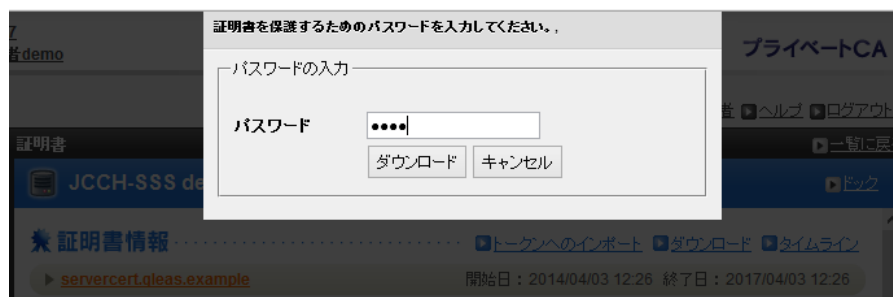 証明書を保護するためのパスワードを入力してください。,
demo
プライベートCA
パスワードの入力
パスワード ●●●●
ダウンロード キャンセル
ヘルプ ログアウト
証明書
一覧に戻
JCCH-SSS de
ドック
証明書情報 トークンへのインポート ダウンロード タイムライン
servercert.gleas.example 開始日：2014/04/03 12:26 終了日：2017/04/03 12:26